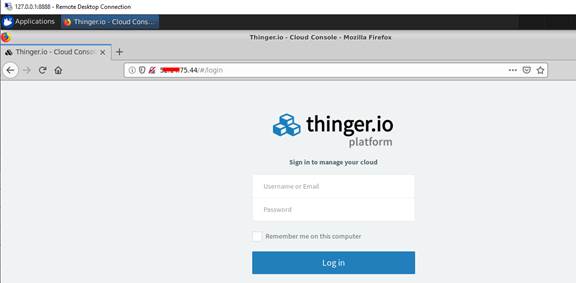 127.0.0.1:8888 - Remote Desktop Connection
Applications
Thinger.io - Cloud Cons...
Thinger.io - Cloud Console - Mozilla Firefox
Thinger.io - Cloud Conso
75.44/#/login
thinger.io
platform
Sign in to manage your cloud
Username or Email
Password
Remember me on this computer
Log in